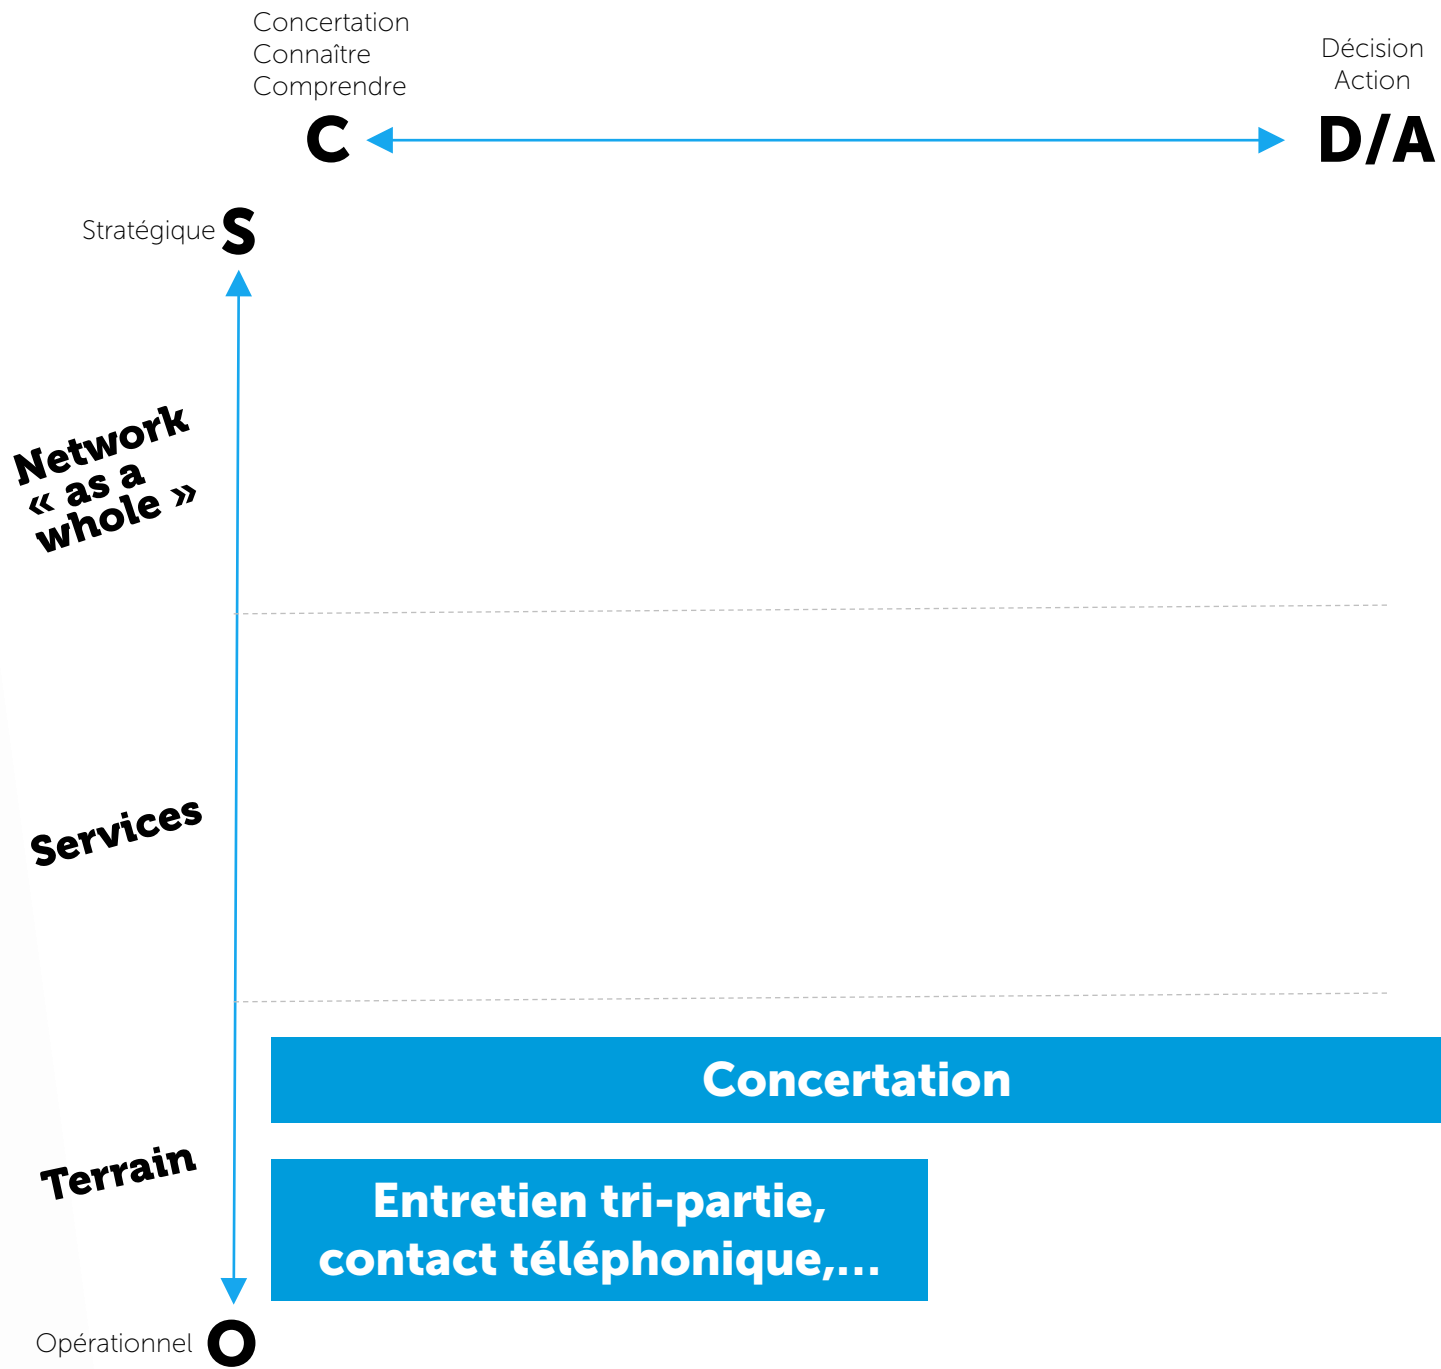 Concertation
Connaître
Comprendre
Décision
Action
C
D/A
Stratégique S
Network
« as a
whole »
Services
Concertation
Terrain
Entretien tri-partie,
contact téléphonique,...
Opérationnel O